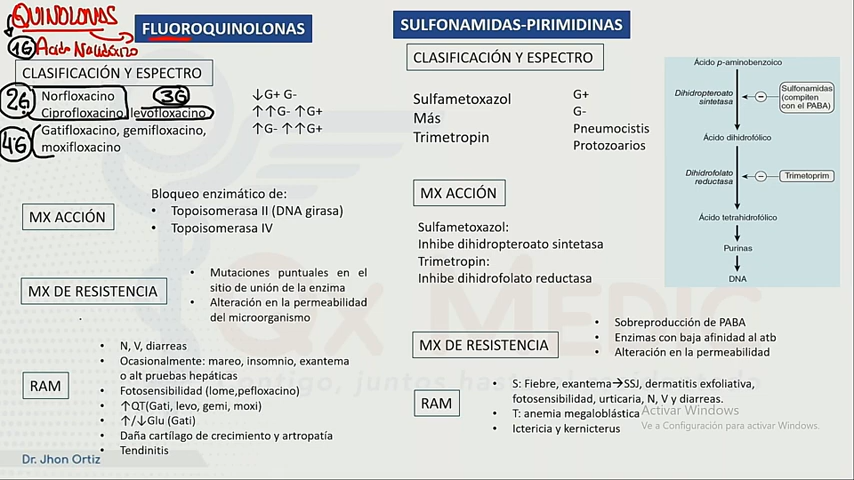 QUINOLONAS
1G Ácido Nalidíxico
FLUOROQUINOLONAS
CLASIFICACIÓN Y ESPECTRO
2G
3G
4G
Norfloxacino
↓G+ G-
Ciprofloxacino, levofloxacino
↑↑G- ↑G+
Gatifloxacino, gemifloxacino,
↑G- ↑↑G+
moxifloxacino
MX ACCIÓN
Bloqueo enzimático de:
• Topoisomerasa II (DNA girasa)
• Topoisomerasa IV
MX DE RESISTENCIA
• Mutaciones puntuales en el
sitio de unión de la enzima
• Alteración en la permeabilidad
del microorganismo
RAM
• N, V, diarreas
• Ocasionalmente: mareo, insomnio, exantema
o alt pruebas hepáticas
• Fotosensibilidad (lome,pefloxacino)
• ↑QT(Gati, levo, gemi, moxi)
• ↑/↓Glu (Gati)
• Daña cartílago de crecimiento y artropatía
• Tendinitis
Dr. Jhon Ortiz
SULFONAMIDAS-PIRIMIDINAS
CLASIFICACIÓN Y ESPECTRO
Sulfametoxazol
Más
Trimetropin
G+
G-
Pneumocistis
Protozoarios
MX ACCIÓN
Sulfametoxazol:
Inhibe dihidropteroato sintetasa
Trimetropin:
Inhibe dihidrofolato reductasa
MX DE RESISTENCIA
• Sobreproducción de PABA
• Enzimas con baja afinidad al atb
• Alteración en la permeabilidad
RAM
• S: Fiebre, exantema→SSJ, dermatitis exfoliativa,
fotosensibilidad, urticaria, N, V y diarreas.
• T: anemia megaloblástica
• Ictericia y kernicterus
Ácido p-aminobenzoico
Dihidropteroato
sintetasa
Sulfonamidas
(compiten
con el PABA)
Ácido dihidrofólico
Dihidrofolato
reductasa
Trimetoprim
Ácido tetrahidrofólico
Purinas
DNA
Qx MEDIC
Contigo, juntos hasta
Activar Windows
Ve a Configuración para activar Windows.